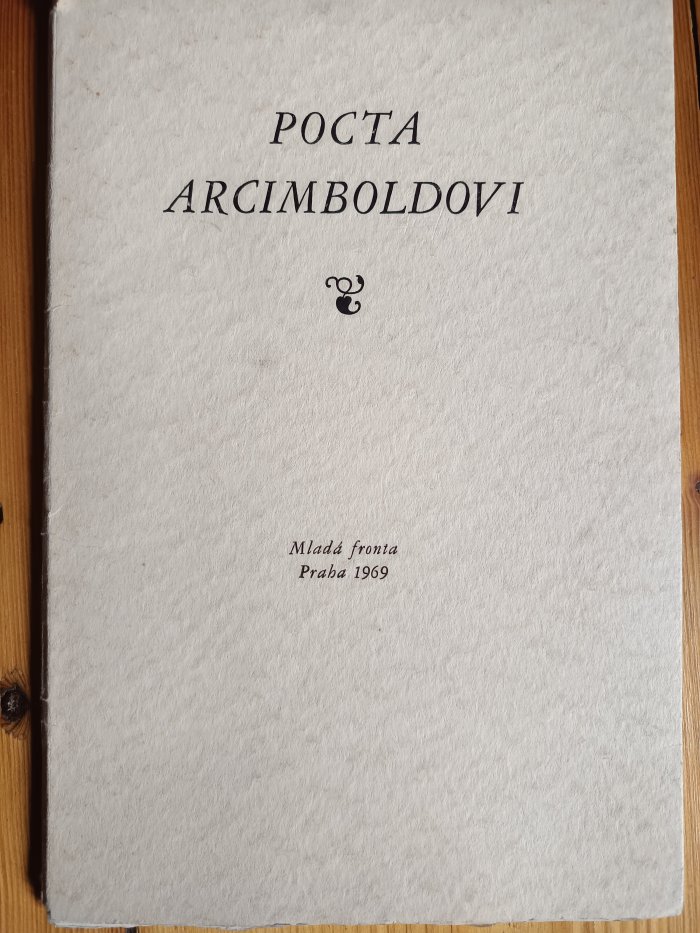 POCTA
ARCIMBOLDOVI
Mladá fronta
Praha 1969